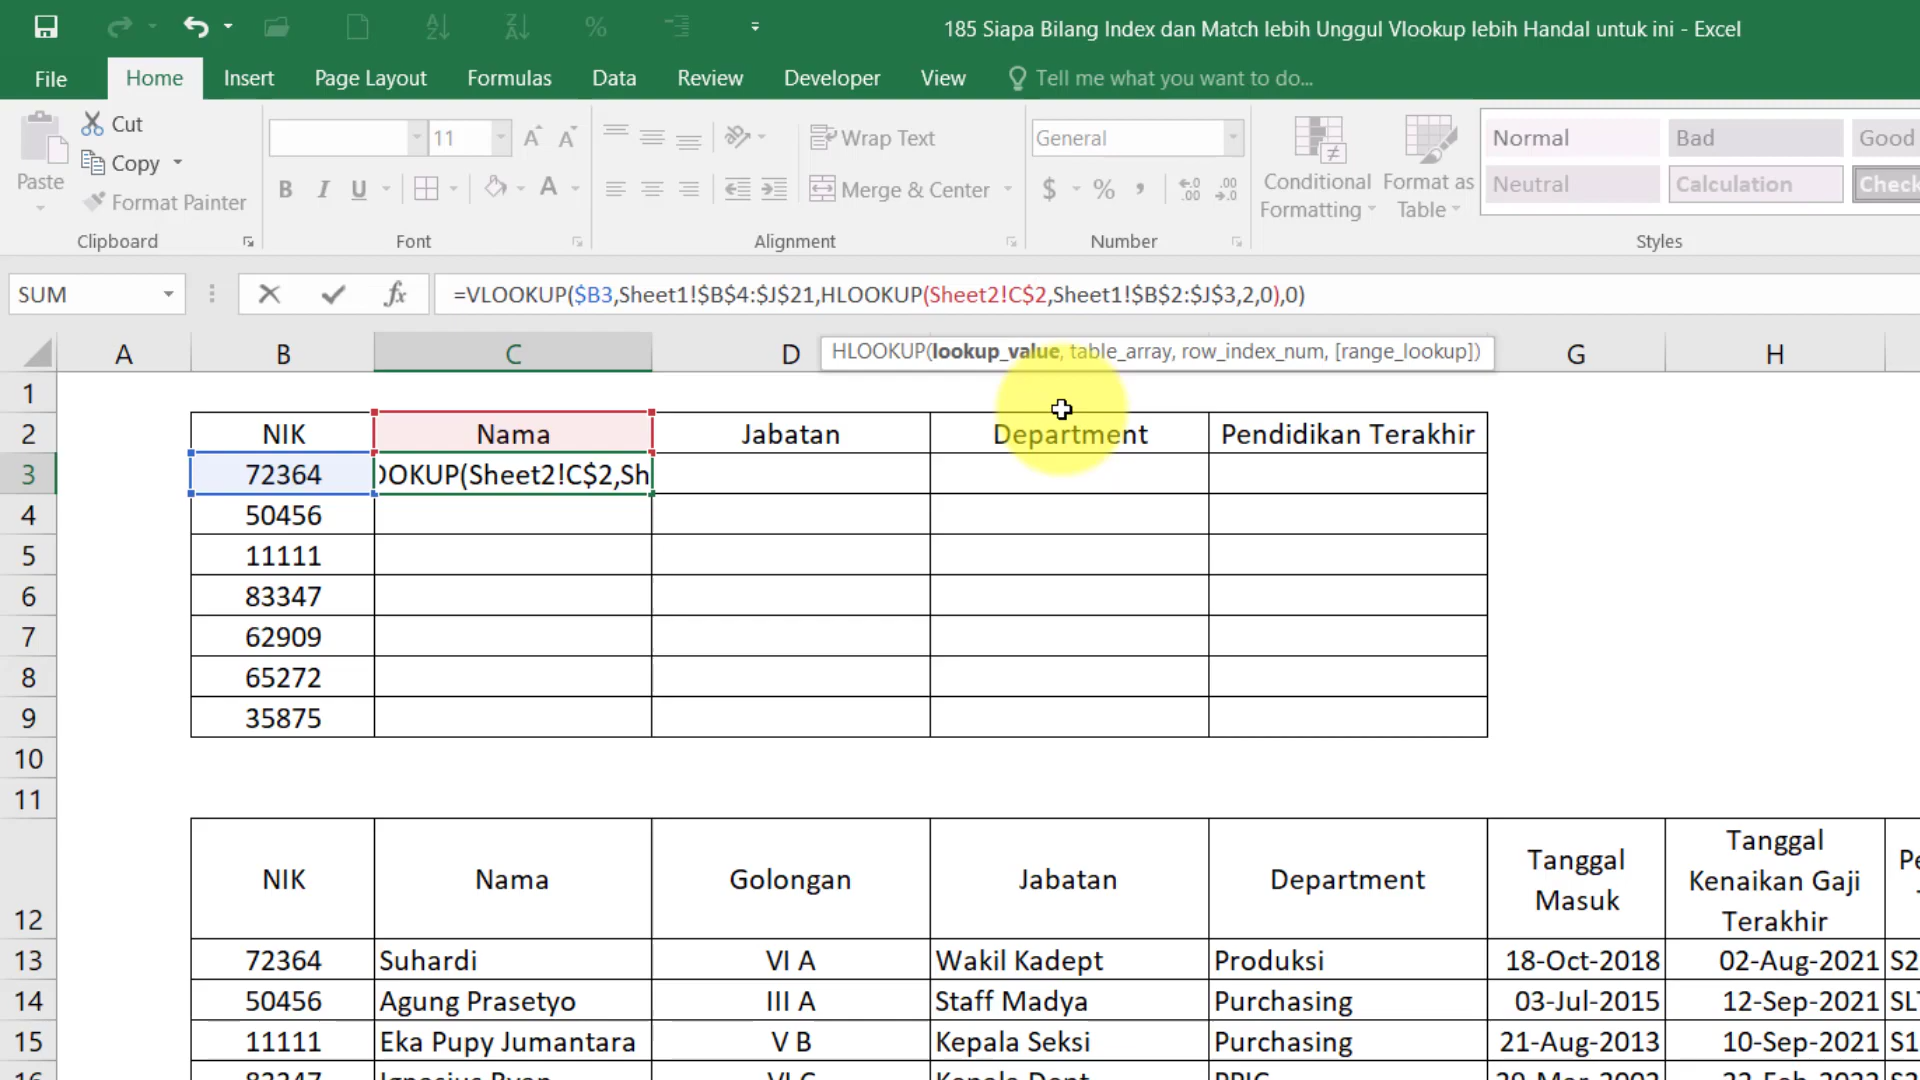 185 Siapa Bilang Index dan Match lebih Unggul Vlookup lebih Handal untuk ini - Excel
File Home Insert Page Layout Formulas Data Review Developer View Tell me what you want to do...
Paste
Cut
Copy
Format Painter
Clipboard
11
B I U
Font
Wrap Text
Merge & Center
Alignment
General
$ % ,
Number
Conditional Formatting
Format as Table
Normal Bad Good
Neutral Calculation Check
Styles
SUM fx =VLOOKUP($B3,Sheet1!$B$4:$J$21,HLOOKUP(Sheet2!C$2,Sheet1!$B$2:$J$3,2,0),0)
HLOOKUP(lookup_value, table_array, row_index_num, [range_lookup])
A B C D G H
1
2 NIK Nama Jabatan Department Pendidikan Terakhir
3 72364 OOKUP(Sheet2!C$2,Sh
4 50456
5 11111
6 83347
7 62909
8 65272
9 35875
10
11
12 NIK Nama Golongan Jabatan Department Tanggal Masuk Tanggal Kenaikan Gaji Terakhir
13 72364 Suhardi VI A Wakil Kadept Produksi 18-Oct-2018 02-Aug-2021 S2
14 50456 Agung Prasetyo III A Staff Madya Purchasing 03-Jul-2015 12-Sep-2021
15 11111 Eka Pupy Jumantara V B Kepala Seksi Purchasing 21-Aug-2013 10-Sep-2021 S1